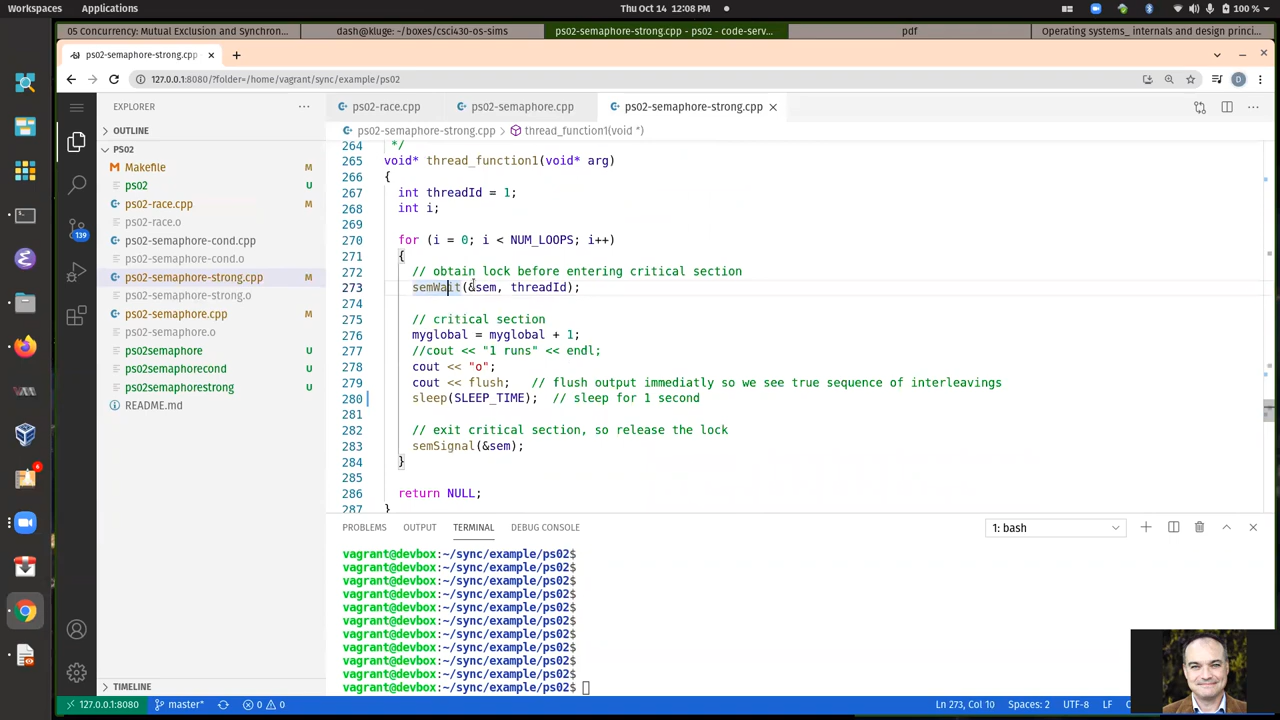 Workspaces Applications Thu Oct 14 12:08 PM 100 %
05 Concurrency: Mutual Exclusion and Synchron... dash@kluge: ~/boxes/csci430-os-sims ps02-semaphore-strong.cpp - ps02 - code-serv... pdf Operating systems_ internals and design princi...
ps02-semaphore-strong.cpp
127.0.0.1:8080/?folder=/home/vagrant/sync/example/ps02 D
EXPLORER ps02-race.cpp ps02-semaphore.cpp ps02-semaphore-strong.cpp
OUTLINE
PS02
Makefile M
ps02 U
ps02-race.cpp M
ps02-race.o
ps02-semaphore-cond.cpp
ps02-semaphore-cond.o
ps02-semaphore-strong.cpp M
ps02-semaphore-strong.o
ps02-semaphore.cpp M
ps02-semaphore.o
ps02semaphore U
ps02semaphorecond U
ps02semaphorestrong U
README.md
TIMELINE
139
6
ps02-semaphore-strong.cpp > thread_function1(void *)
264 */
265 void* thread_function1(void* arg)
266 {
267 int threadId = 1;
268 int i;
269
270 for (i = 0; i < NUM_LOOPS; i++)
271 {
272 // obtain lock before entering critical section
273 semWait(&sem, threadId);
274
275 // critical section
276 myglobal = myglobal + 1;
277 //cout << "1 runs" << endl;
278 cout << "o";
279 cout << flush; // flush output immediatly so we see true sequence of interleavings
280 sleep(SLEEP_TIME); // sleep for 1 second
281
282 // exit critical section, so release the lock
283 semSignal(&sem);
284 }
285
286 return NULL;
287 }
PROBLEMS OUTPUT TERMINAL DEBUG CONSOLE 1: bash
vagrant@devbox:~/sync/example/ps02$
vagrant@devbox:~/sync/example/ps02$
vagrant@devbox:~/sync/example/ps02$
vagrant@devbox:~/sync/example/ps02$
vagrant@devbox:~/sync/example/ps02$
vagrant@devbox:~/sync/example/ps02$
vagrant@devbox:~/sync/example/ps02$
vagrant@devbox:~/sync/example/ps02$
vagrant@devbox:~/sync/example/ps02$
vagrant@devbox:~/sync/example/ps02$
vagrant@devbox:~/sync/example/ps02$
127.0.0.1:8080 master* 0 0 Ln 273, Col 10 Spaces: 2 UTF-8 LF